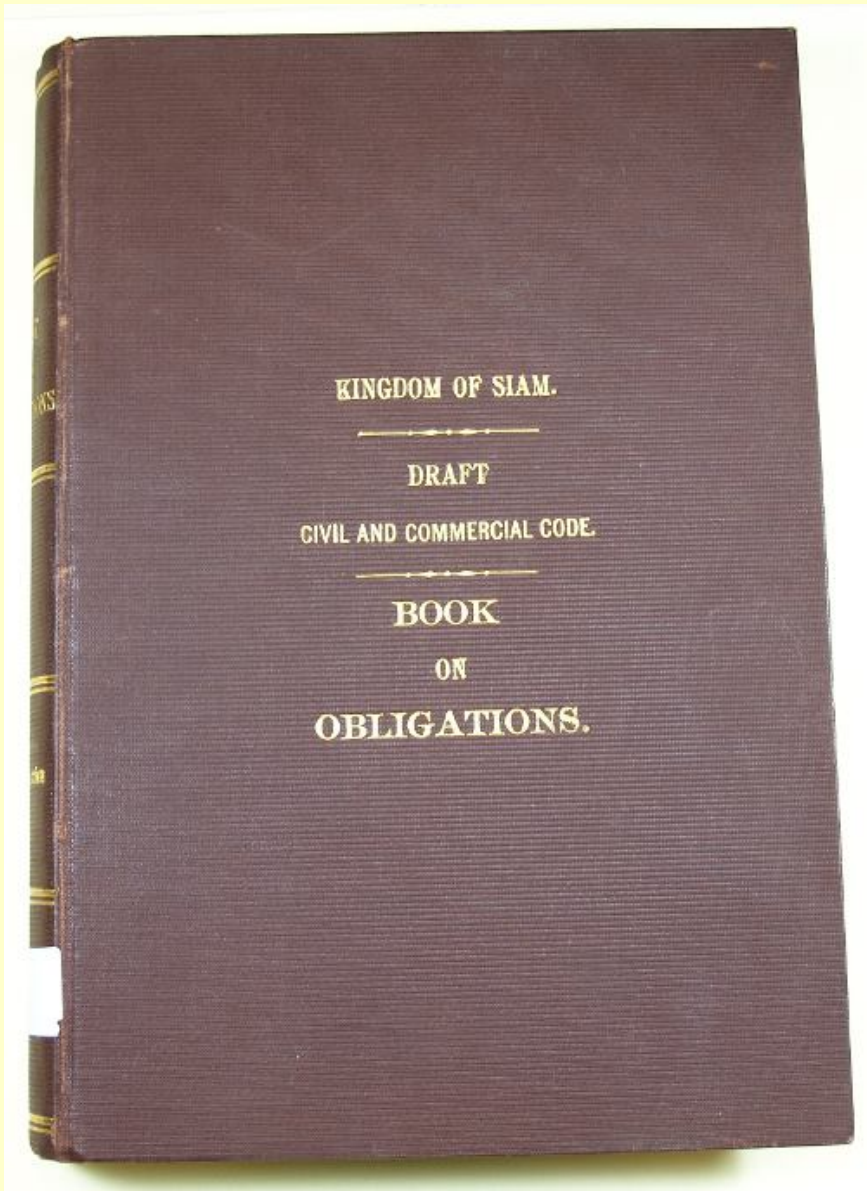 KINGDOM OF SIAM.
DRAFT
CIVIL AND COMMERCIAL CODE.
BOOK
ON
OBLIGATIONS.